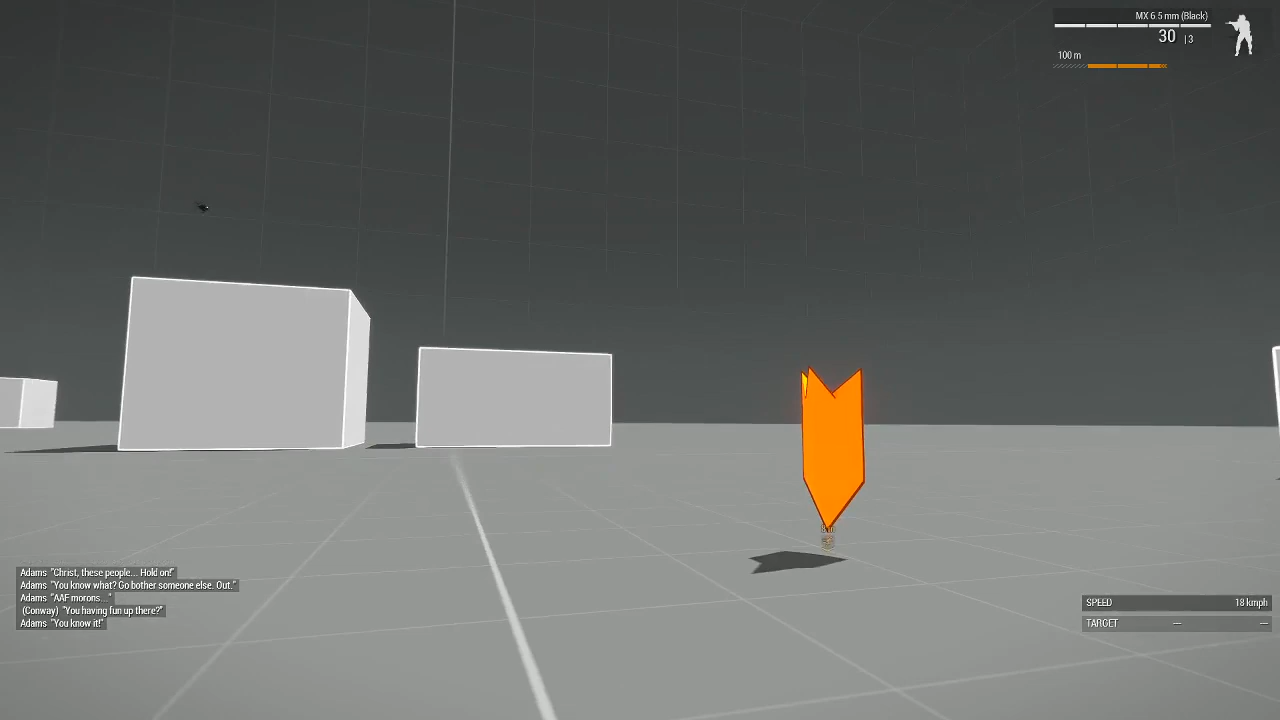 MX 6.5 mm (Black)
30 | 3
100 m
Adams "Christ, these people... Hold on!"
Adams "You know what? Go bother someone else. Out."
Adams "AAF morons..."
(Conway) "You having fun up there?"
Adams "You know it!"
SPEED 18 kmph
TARGET — —